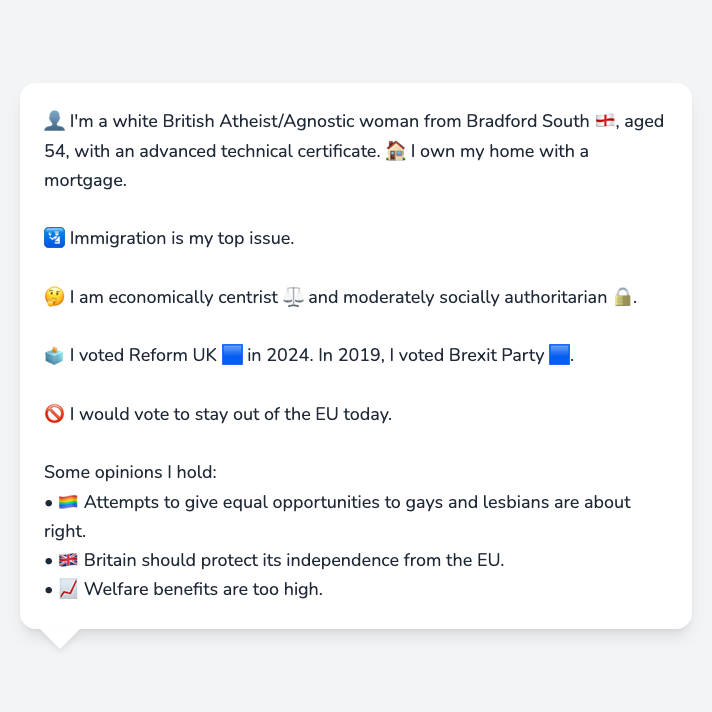 👤 I'm a white British Atheist/Agnostic woman from Bradford South 🏴󠁧󠁢󠁥󠁮󠁧󠁿, aged
54, with an advanced technical certificate. 🏠 I own my home with a
mortgage.
🛂 Immigration is my top issue.
🤔 I am economically centrist ⚖️ and moderately socially authoritarian 🔒.
🗳️ I voted Reform UK 🟦 in 2024. In 2019, I voted Brexit Party 🟦.
🚫 I would vote to stay out of the EU today.
Some opinions I hold:
• 🏳️‍🌈 Attempts to give equal opportunities to gays and lesbians are about
right.
• 🇬🇧 Britain should protect its independence from the EU.
• 📈 Welfare benefits are too high.